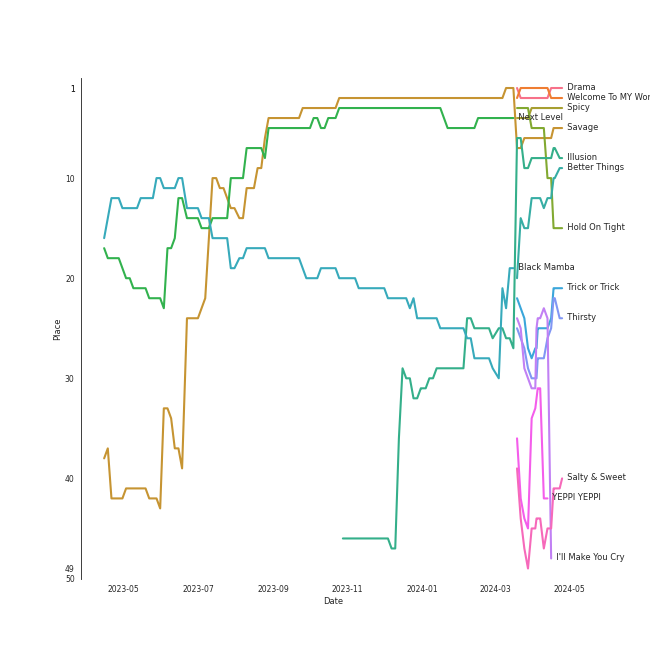 1
10
20
30
40
49
50
Place
2023-05
2023-07
2023-09
2023-11
2024-01
2024-03
2024-05
Date
Drama
Welcome To MY Wor
Spicy
Next Level
Savage
Illusion
Better Things
Hold On Tight
Black Mamba
Trick or Trick
Thirsty
Salty & Sweet
YEPPI YEPPI
I'll Make You Cry